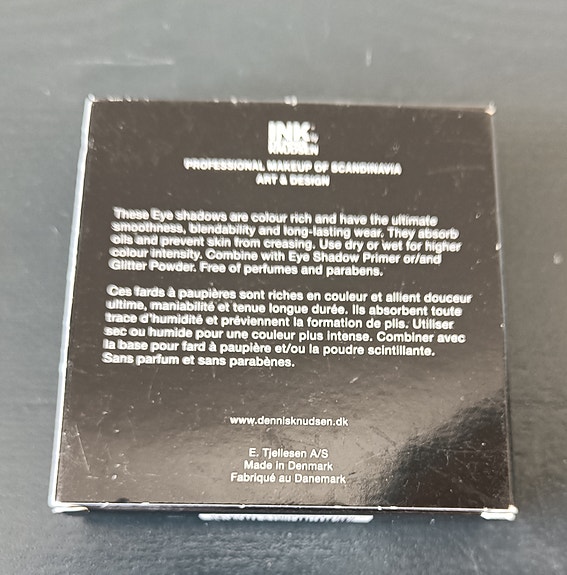 INK by
KNUDSEN
PROFESSIONAL MAKEUP OF SCANDINAVIA
ART & DESIGN
These Eye shadows are colour rich and have the ultimate
smoothness, blendability and long-lasting wear. They absorb
oils and prevent skin from creasing. Use dry or wet for higher
colour intensity. Combine with Eye Shadow Primer or/and
Glitter Powder. Free of perfumes and parabens.
Ces fards à paupières sont riches en couleur et allient douceur
ultime, maniabilité et tenue longue durée. Ils absorbent toute
trace d'humidité et préviennent la formation de plis. Utiliser
sec ou humide pour une couleur plus intense. Combiner avec
la base pour fard à paupière et/ou la poudre scintillante.
Sans parfum et sans parabènes.
www.dennisknudsen.dk
E. Tjellesen A/S
Made in Denmark
Fabriqué au Danemark